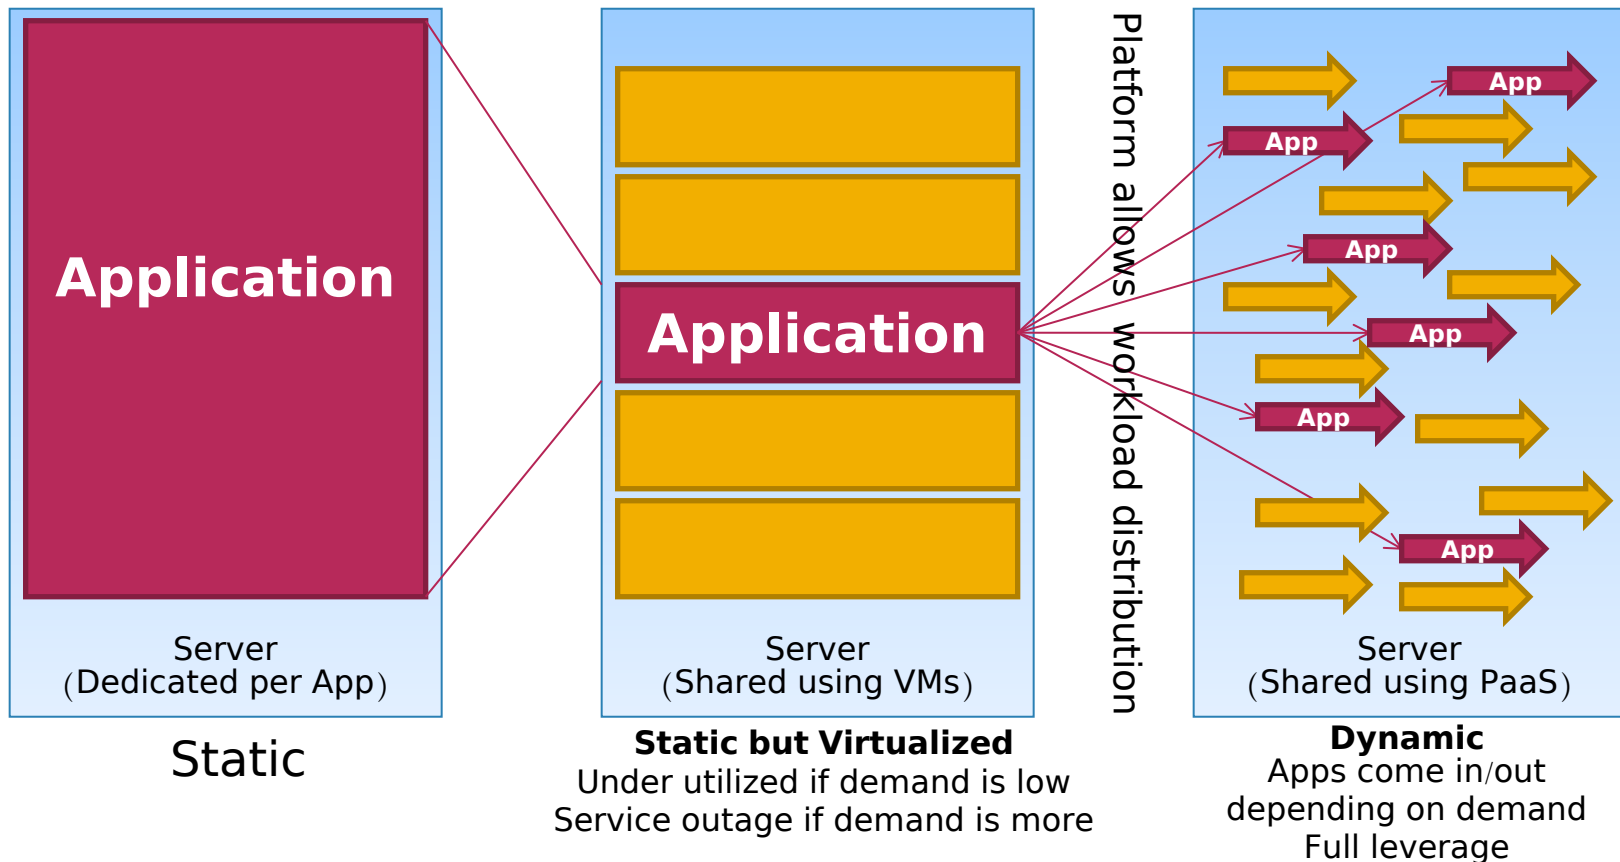 Application
Server
(Dedicated per App)
Static
Application
Server
(Shared using VMs)
Static but Virtualized
Under utilized if demand is low
Service outage if demand is more
Platform allows workload distribution
App
App
App
App
App
App
Server
(Shared using PaaS)
Dynamic
Apps come in/out
depending on demand
Full leverage